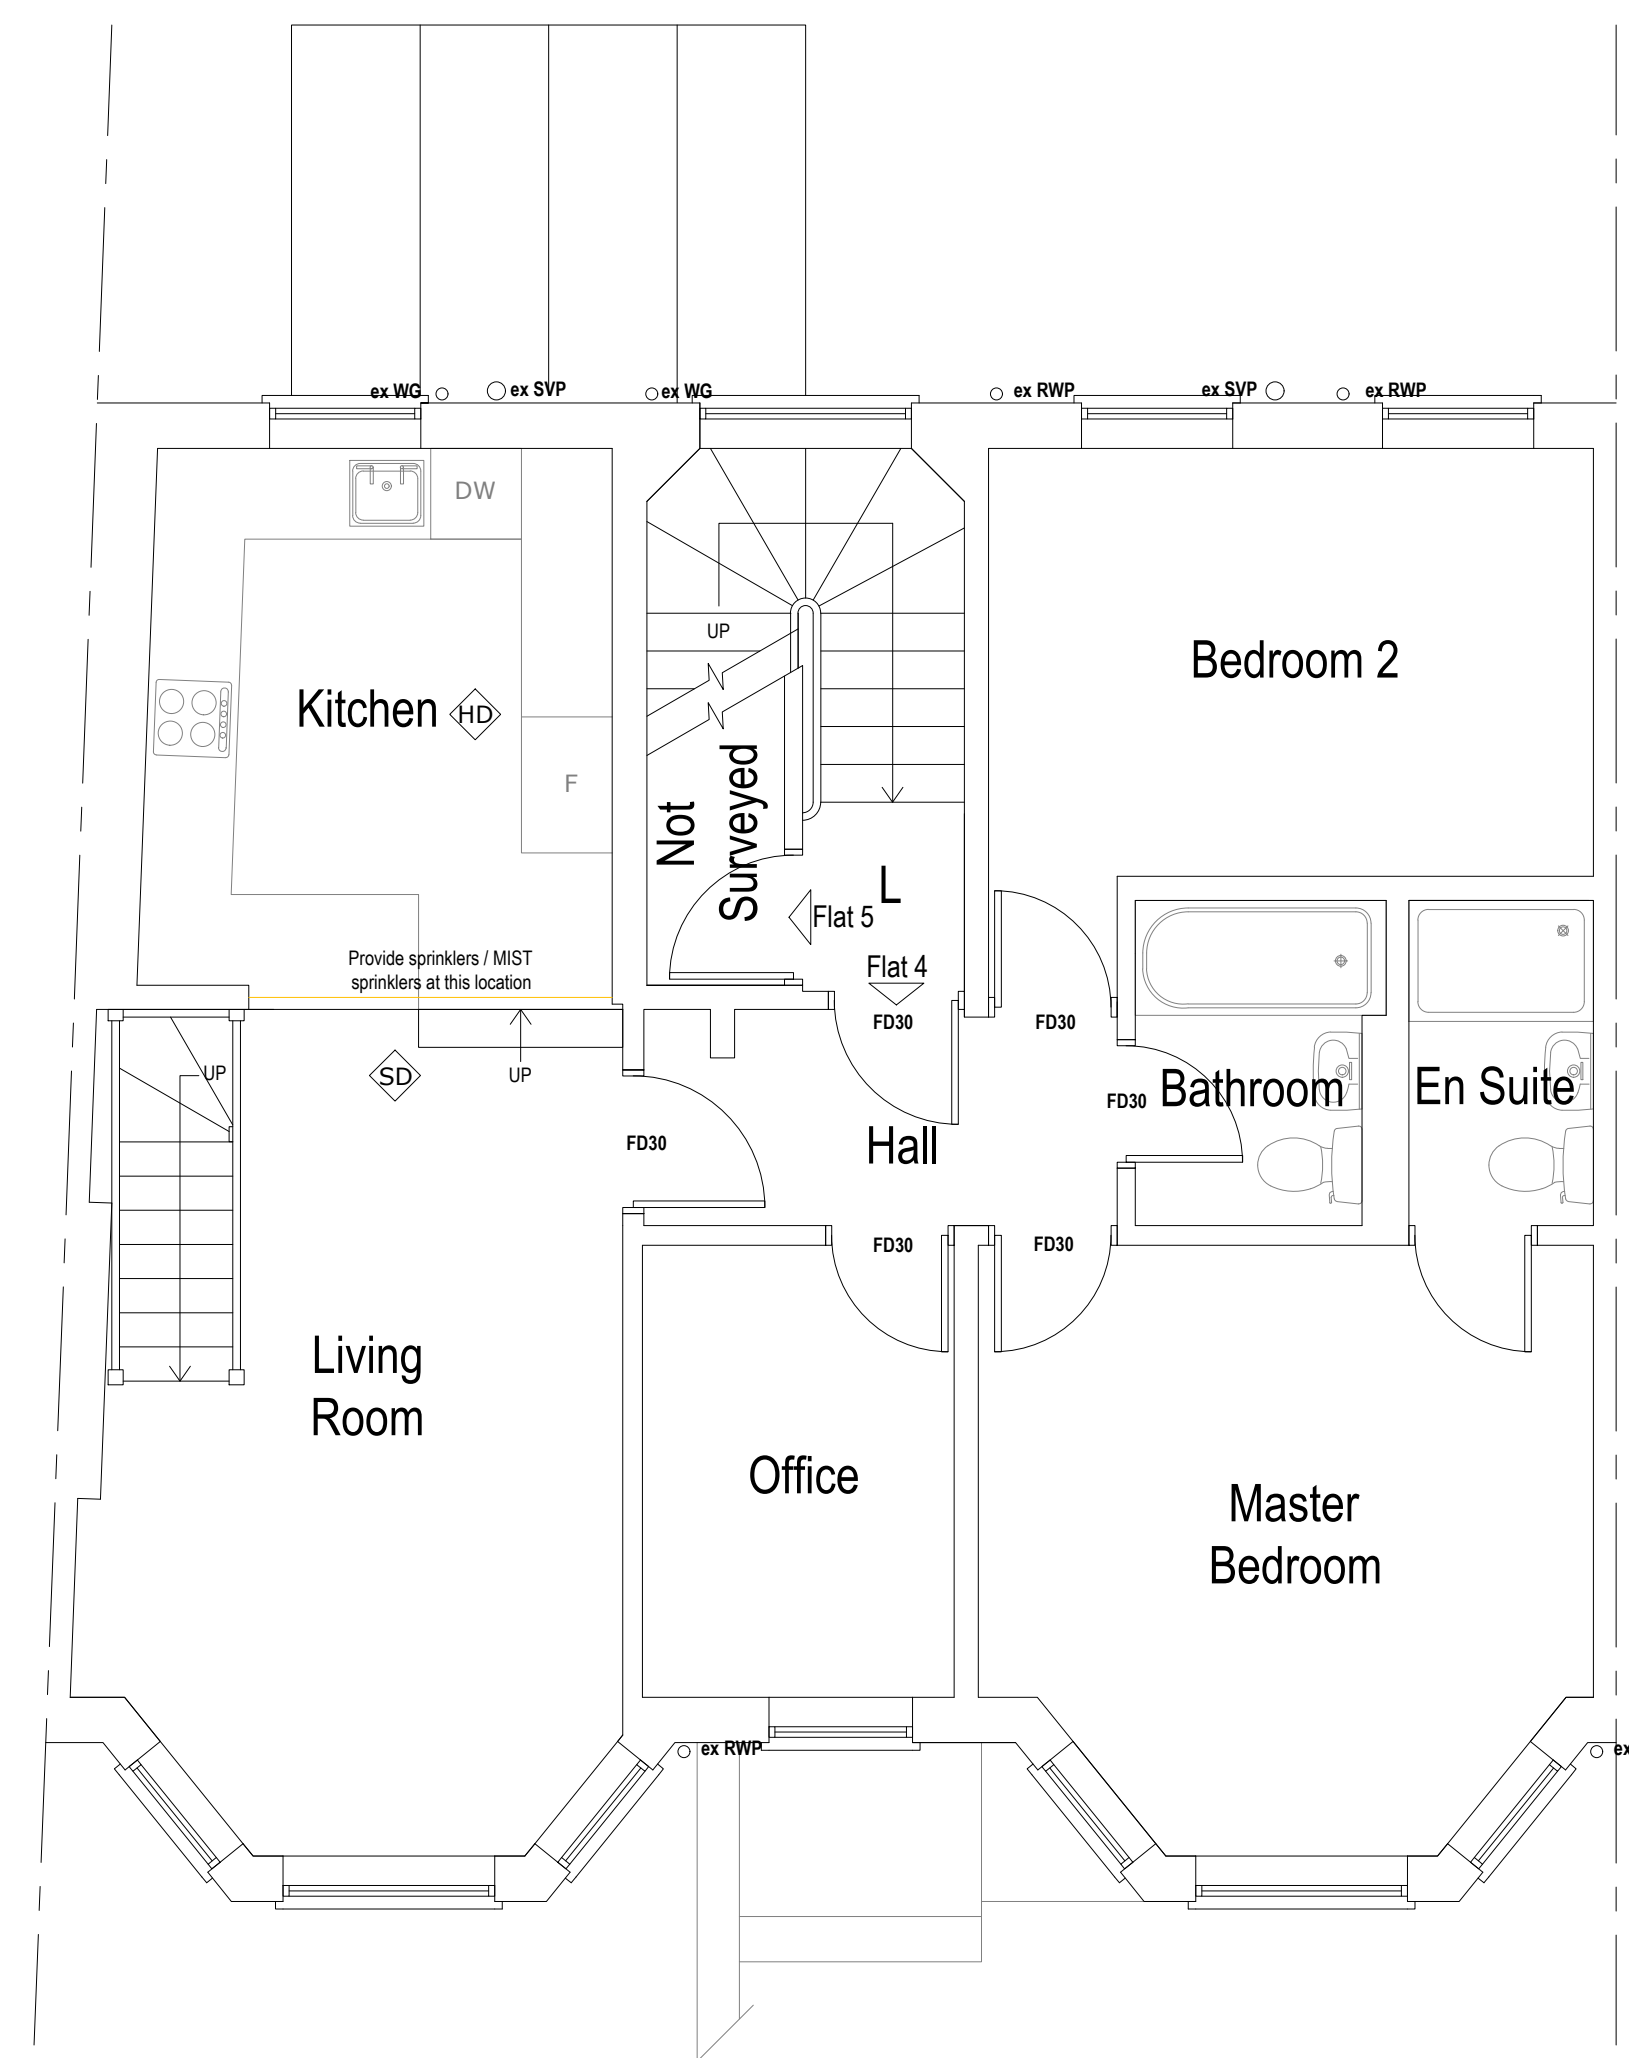 ex WG
ex SVP
ex WG
ex RWP
ex SVP
ex RWP
DW
UP
Bedroom 2
Kitchen
HD
F
Not
Surveyed
L
Flat 5
Provide sprinklers / MIST
sprinklers at this location
Flat 4
FD30
FD30
UP
SD
UP
FD30
Bathroom
En Suite
FD30
Hall
FD30
FD30
Living
Room
Office
Master
Bedroom
ex RWP
ex